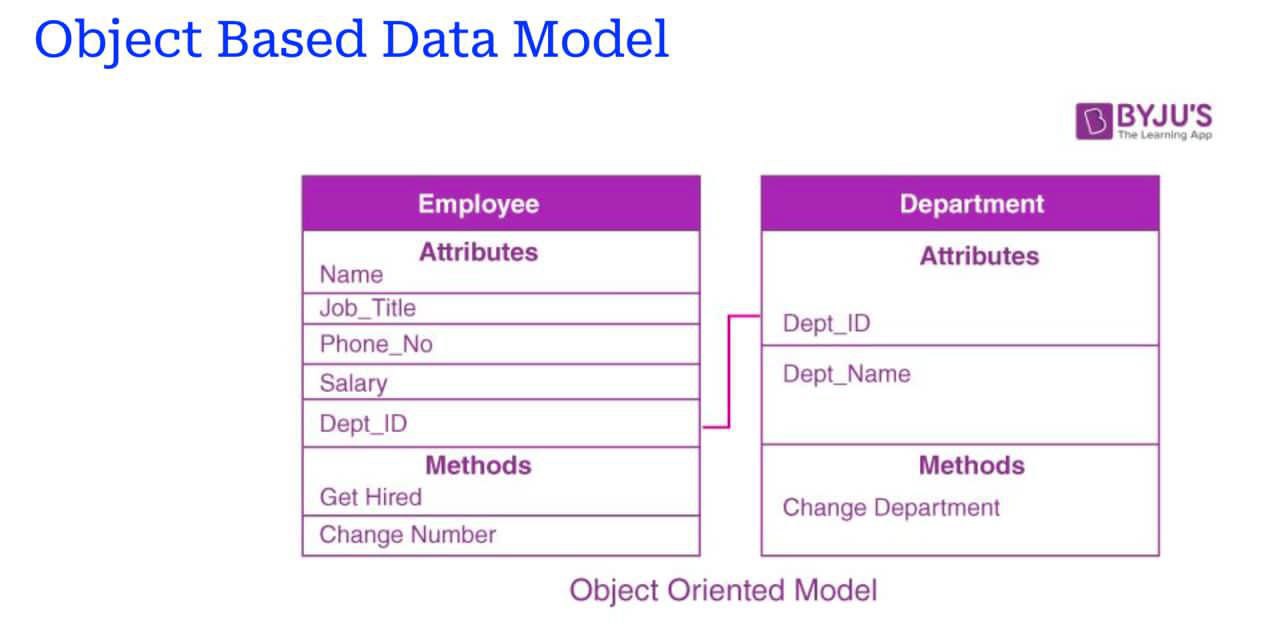 Object Based Data Model
BYJU'S
The Learning App
Employee
Attributes
Name
Job_Title
Phone_No
Salary
Dept_ID
Methods
Get Hired
Change Number
Department
Attributes
Dept_ID
Dept_Name
Methods
Change Department
Object Oriented Model